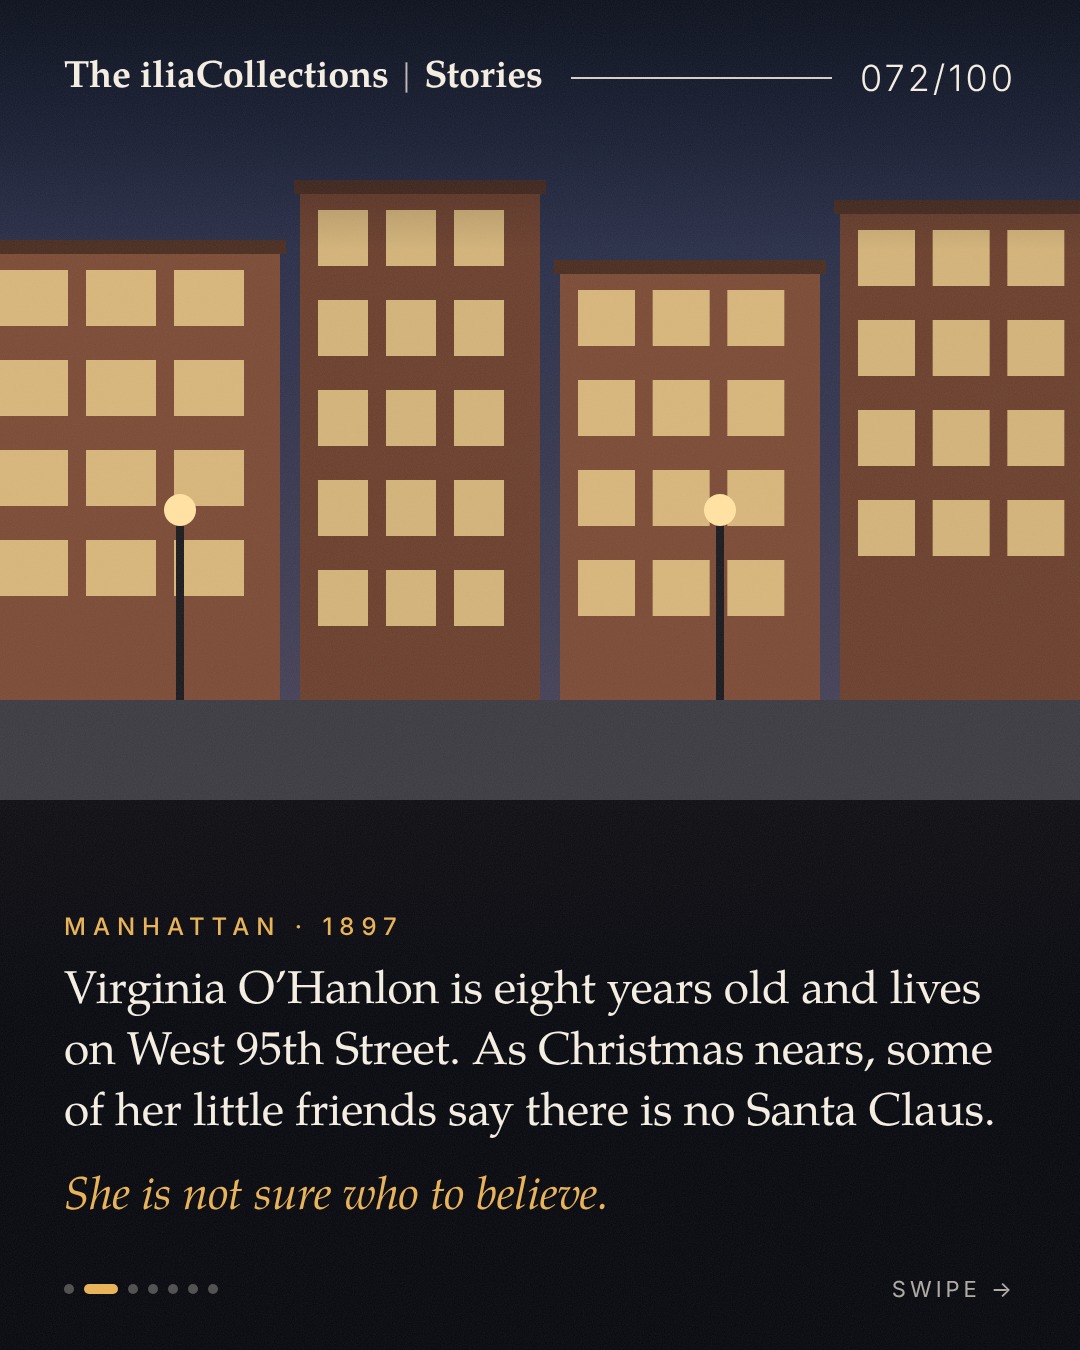 The iliaCollections | Stories 072/100
MANHATTAN · 1897
Virginia O’Hanlon is eight years old and lives
on West 95th Street. As Christmas nears, some
of her little friends say there is no Santa Claus.
She is not sure who to believe.
SWIPE →